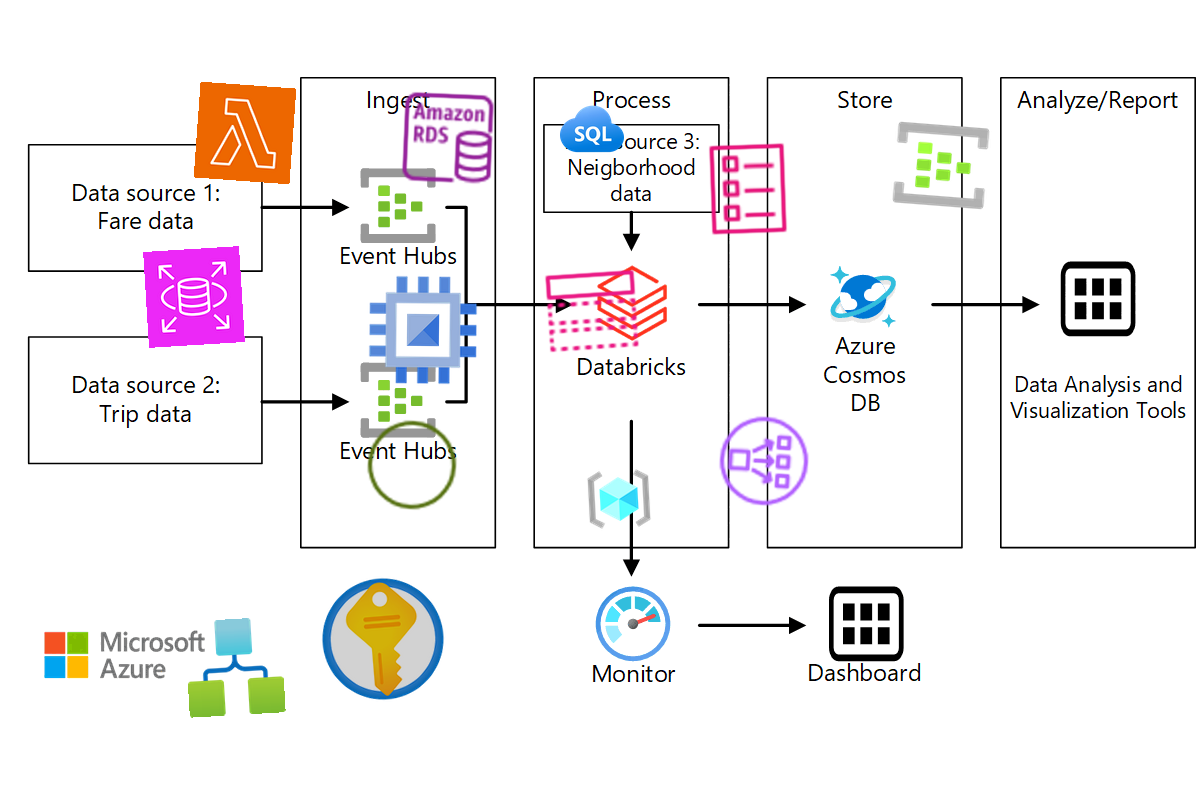 Ingest
Process
Store
Analyze/Report
Amazon
RDS
SQL
ource 3:
Neigborhood
data
Data source 1:
Fare data
Event Hubs
Data source 2:
Trip data
Event Hubs
Databricks
Azure
Cosmos
DB
Data Analysis and
Visualization Tools
Microsoft
Azure
Monitor
Dashboard